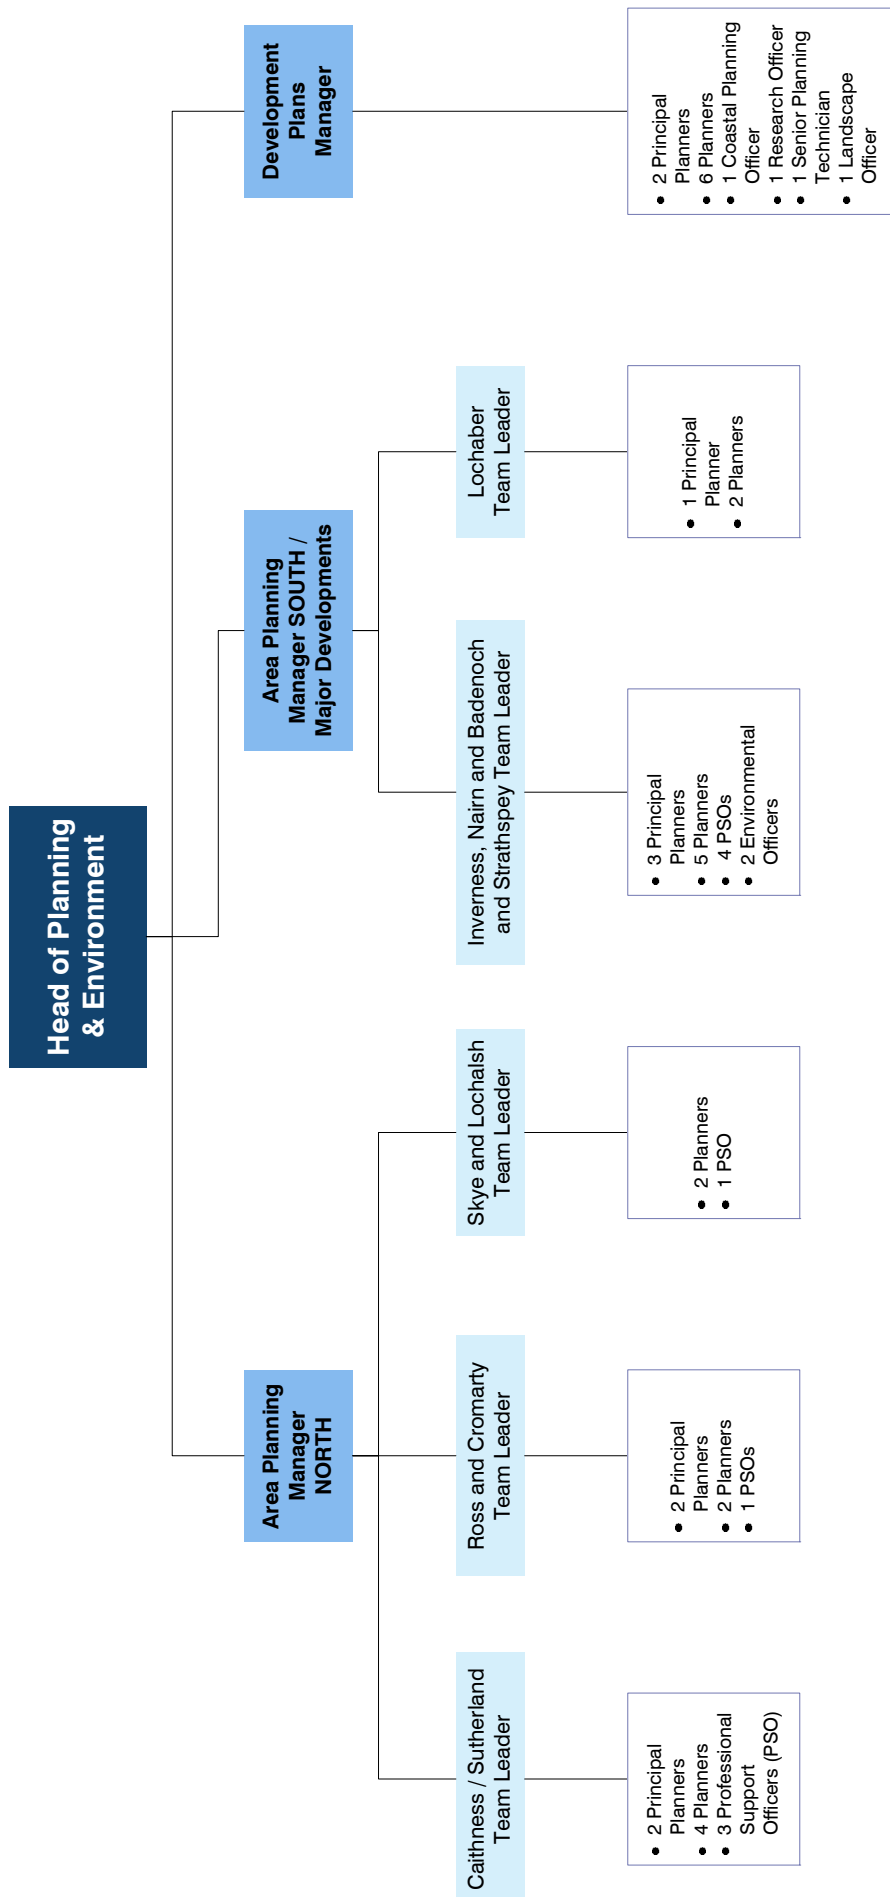 Head of Planning
& Environment
Area Planning
Manager
NORTH
Area Planning
Manager SOUTH /
Major Developments
Development
Plans
Manager
Caithness / Sutherland
Team Leader
Ross and Cromarty
Team Leader
Skye and Lochalsh
Team Leader
Inverness, Nairn and Badenoch
and Strathspey Team Leader
Lochaber
Team Leader
• 2 Principal
Planners
• 4 Planners
• 3 Professional
Support
Officers (PSO)
• 2 Principal
Planners
• 2 Planners
• 1 PSOs
• 2 Planners
• 1 PSO
• 3 Principal
Planners
• 5 Planners
• 4 PSOs
• 2 Environmental
Officers
• 1 Principal
Planner
• 2 Planners
• 2 Principal
Planners
• 6 Planners
• 1 Coastal Planning
Officer
• 1 Research Officer
• 1 Senior Planning
Technician
• 1 Landscape
Officer